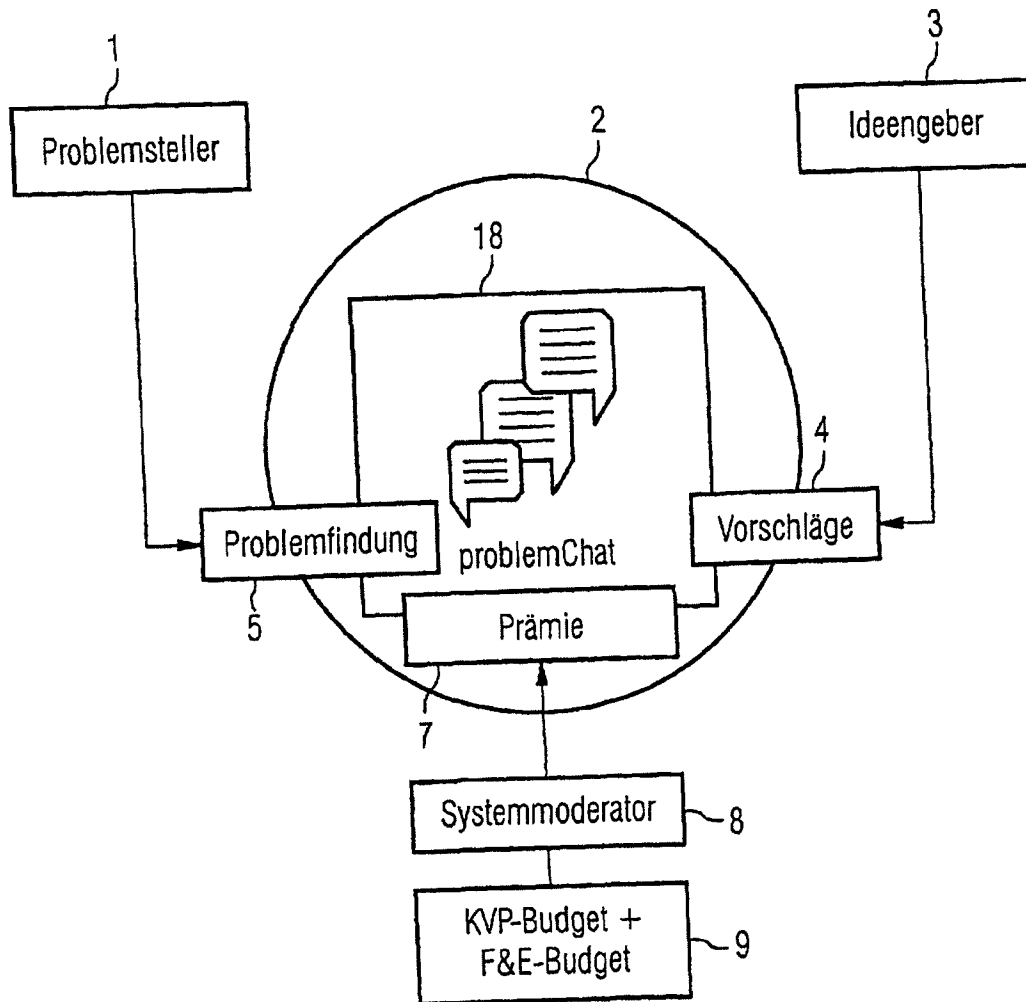 1
3
Problemsteller
Ideengeber
2
18
4
Problemfindung
Vorschläge
problemChat
5
Prämie
7
Systemmoderator
8
KVP-Budget +
F&E-Budget
9